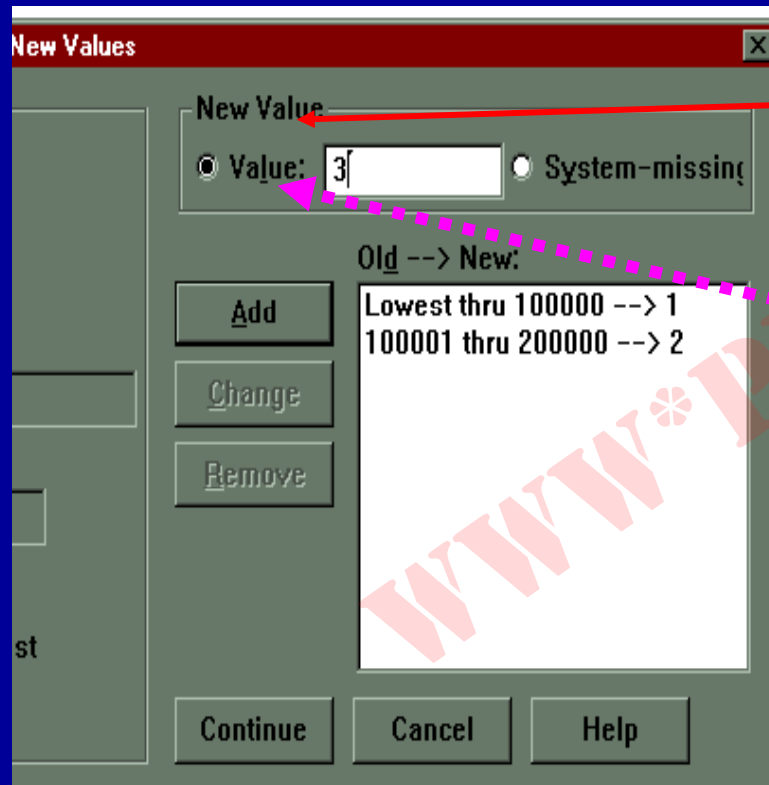 New Values
New Value
Value: 3 System-missing
Old --> New:
Add
Lowest thru 100000 --> 1
100001 thru 200000 --> 2
Change
Remove
WWW*P
st
Continue Cancel Help